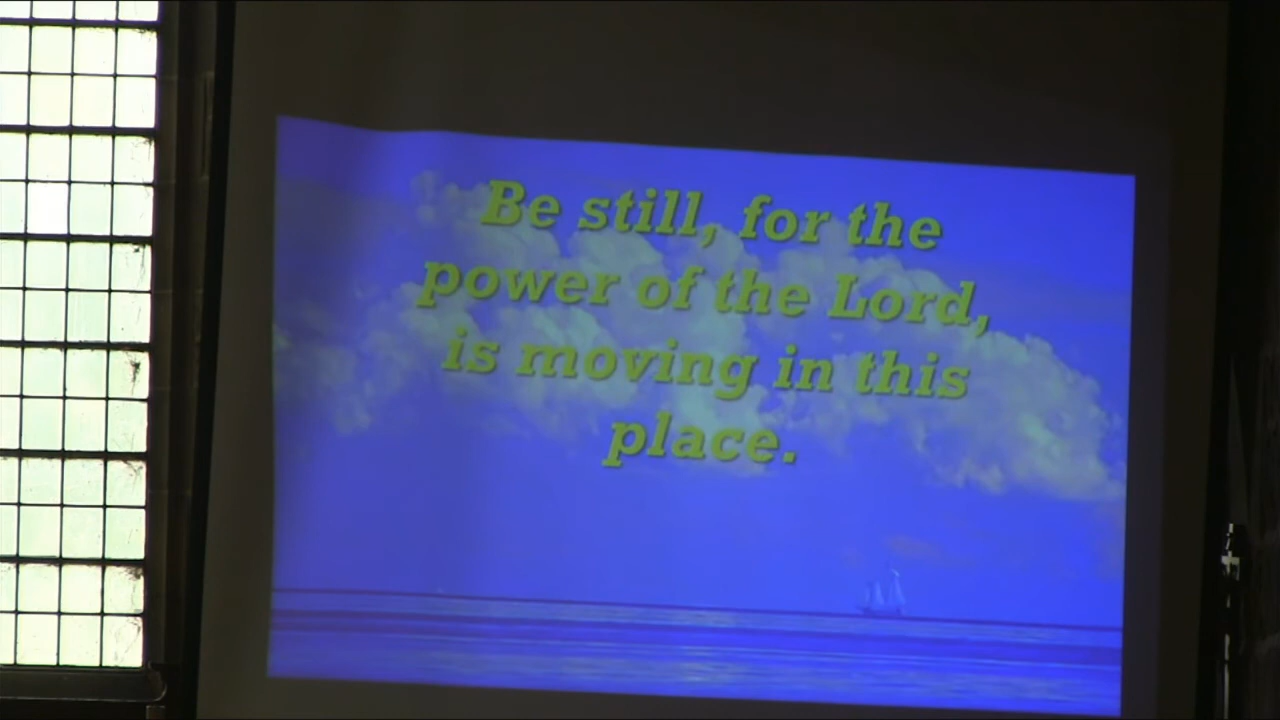 Be still, for the
power of the Lord,
is moving in this
place.